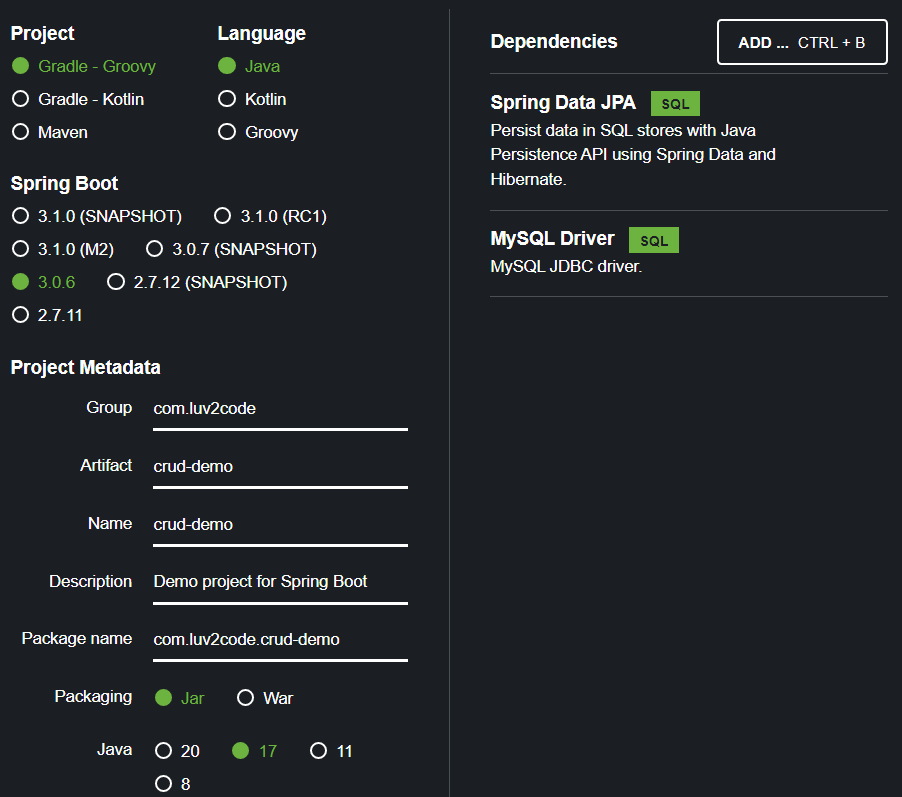 Project
Language
Gradle - Groovy
Java
Gradle - Kotlin
Kotlin
Maven
Groovy
Spring Boot
3.1.0 (SNAPSHOT)
3.1.0 (RC1)
3.1.0 (M2)
3.0.7 (SNAPSHOT)
3.0.6
2.7.12 (SNAPSHOT)
2.7.11
Project Metadata
Group com.luv2code
Artifact crud-demo
Name crud-demo
Description Demo project for Spring Boot
Package name com.luv2code.crud-demo
Packaging Jar War
Java 20 17 11
8
Dependencies
ADD ... CTRL + B
Spring Data JPA SQL
Persist data in SQL stores with Java
Persistence API using Spring Data and
Hibernate.
MySQL Driver SQL
MySQL JDBC driver.